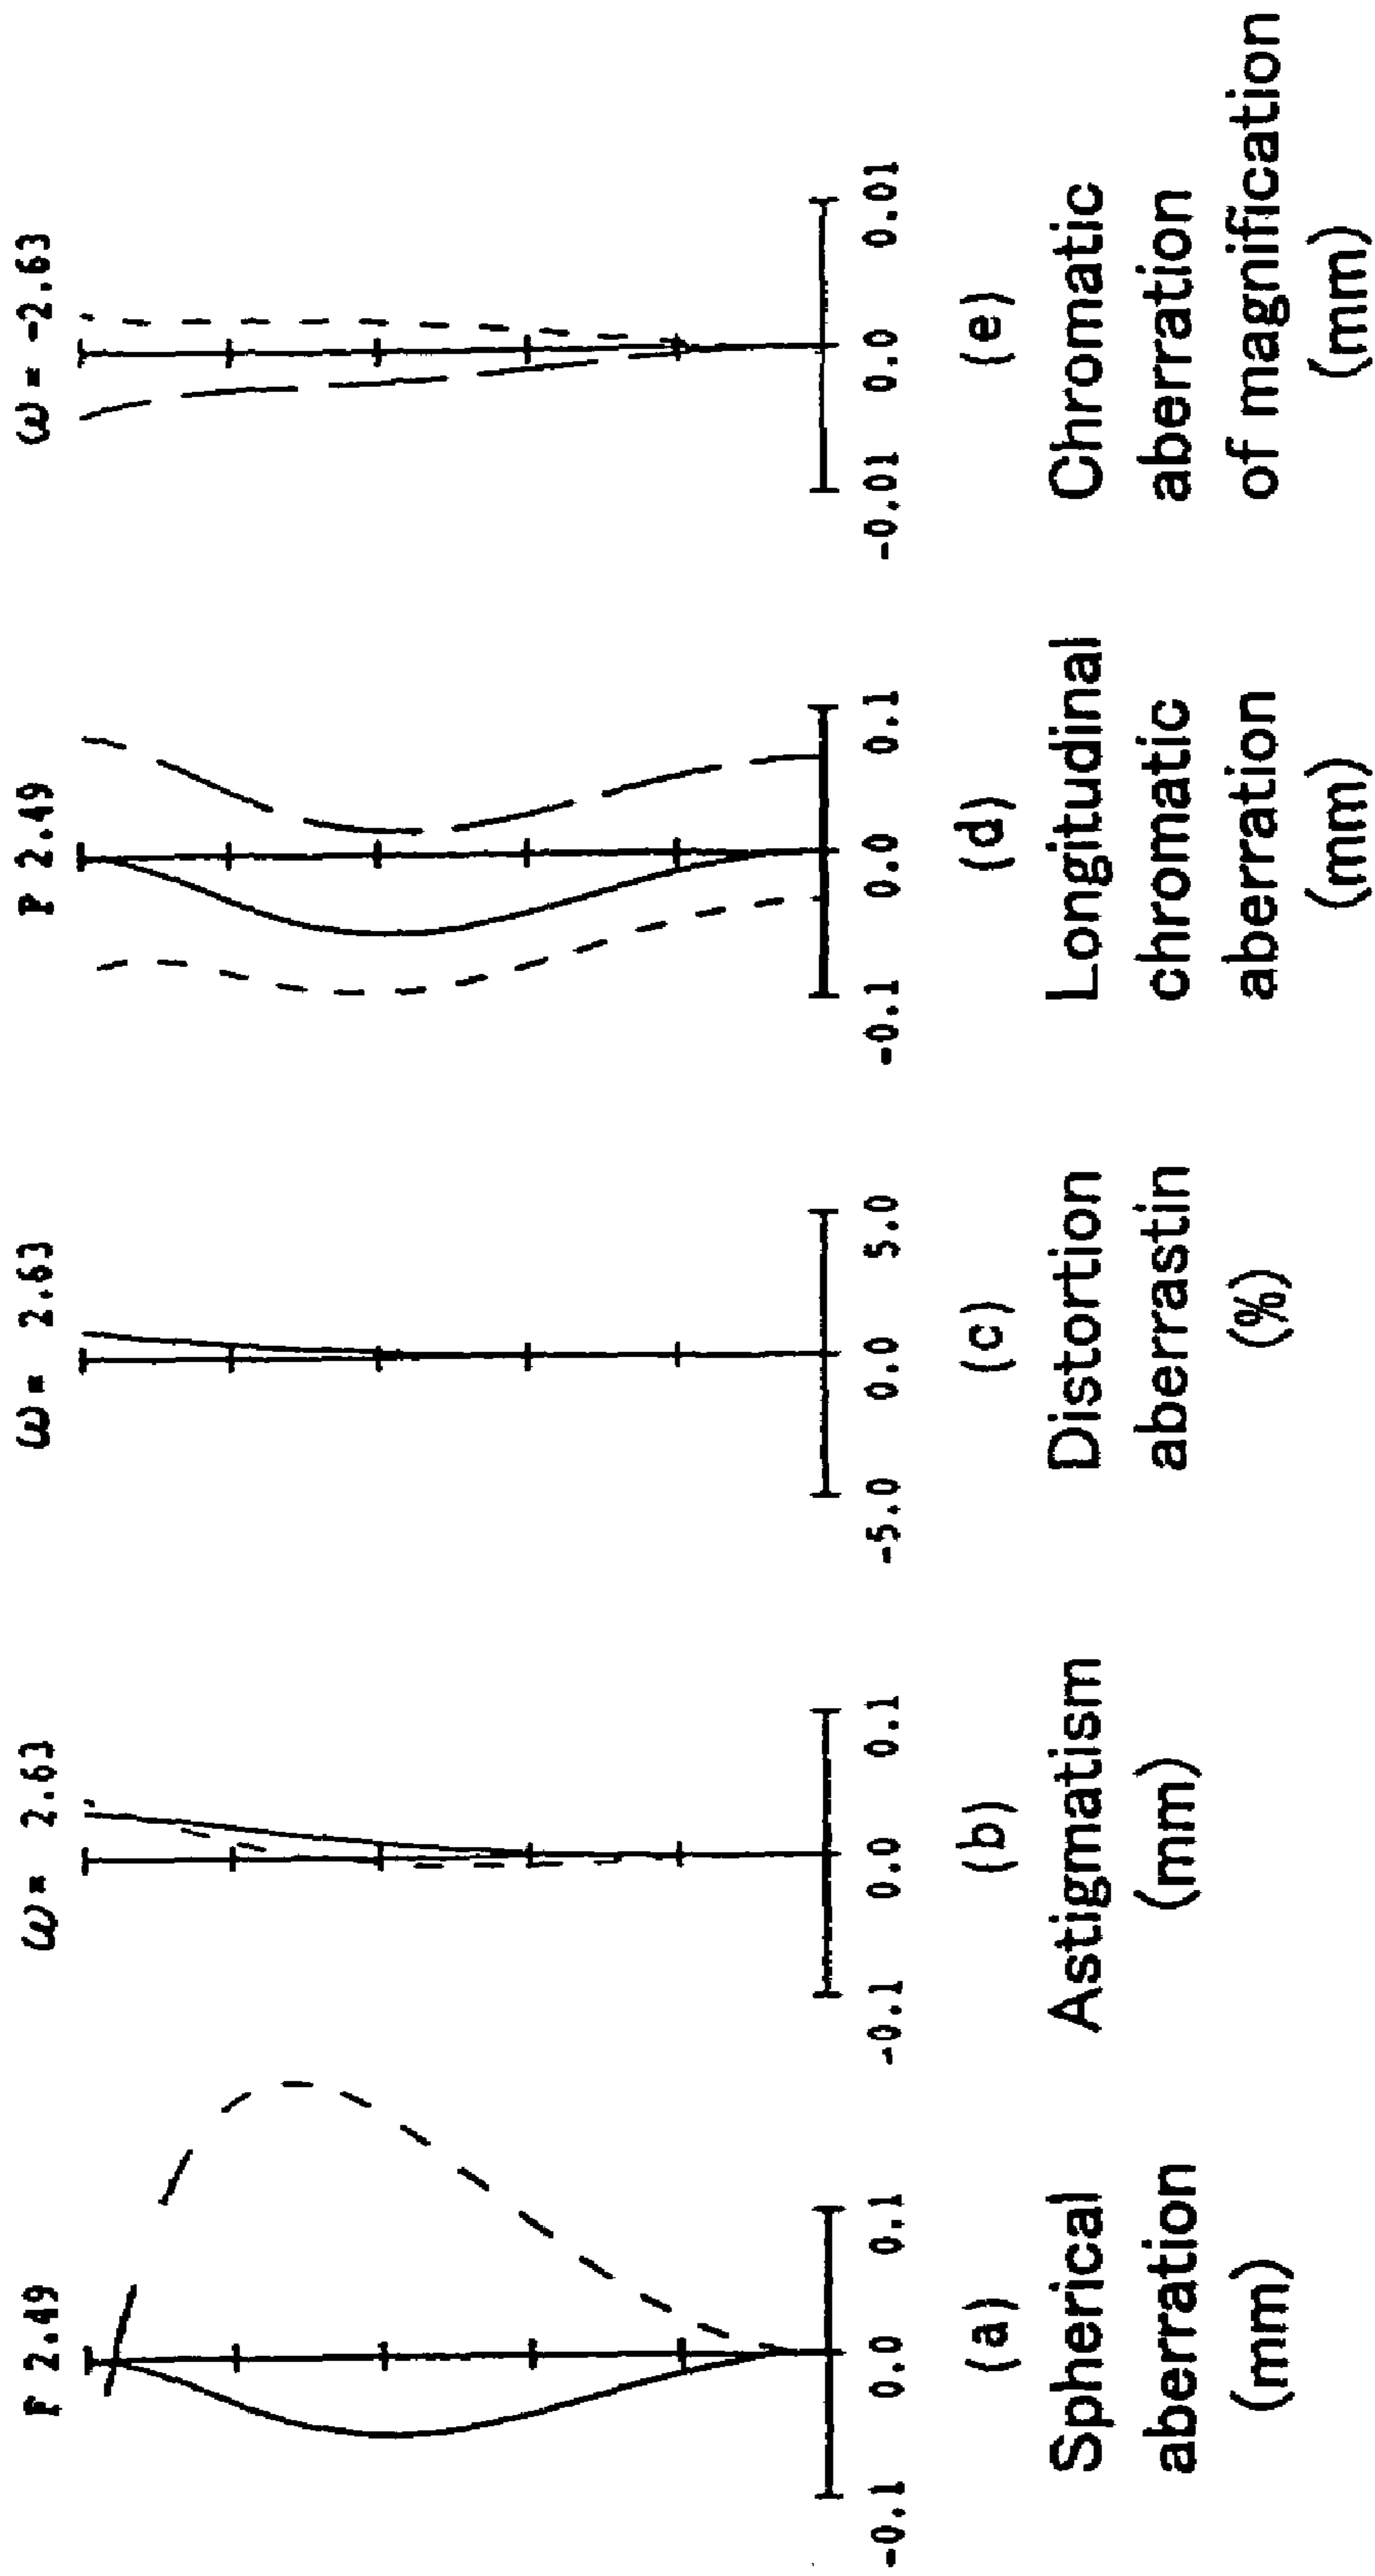 F 2.49
-0.1 0.0 0.1
(a)
Spherical
aberration
(mm)
ω= 2.63
-0.1 0.0 0.1
(b)
Astigmatism
(mm)
ω= 2.63
-5.0 0.0 5.0
(c)
Distortion
aberrastin
(%)
F 2.49
-0.1 0.0 0.1
(d)
Longitudinal
chromatic
aberration
(mm)
ω= -2.63
-0.01 0.0 0.01
(e)
Chromatic
aberration
of magnification
(mm)